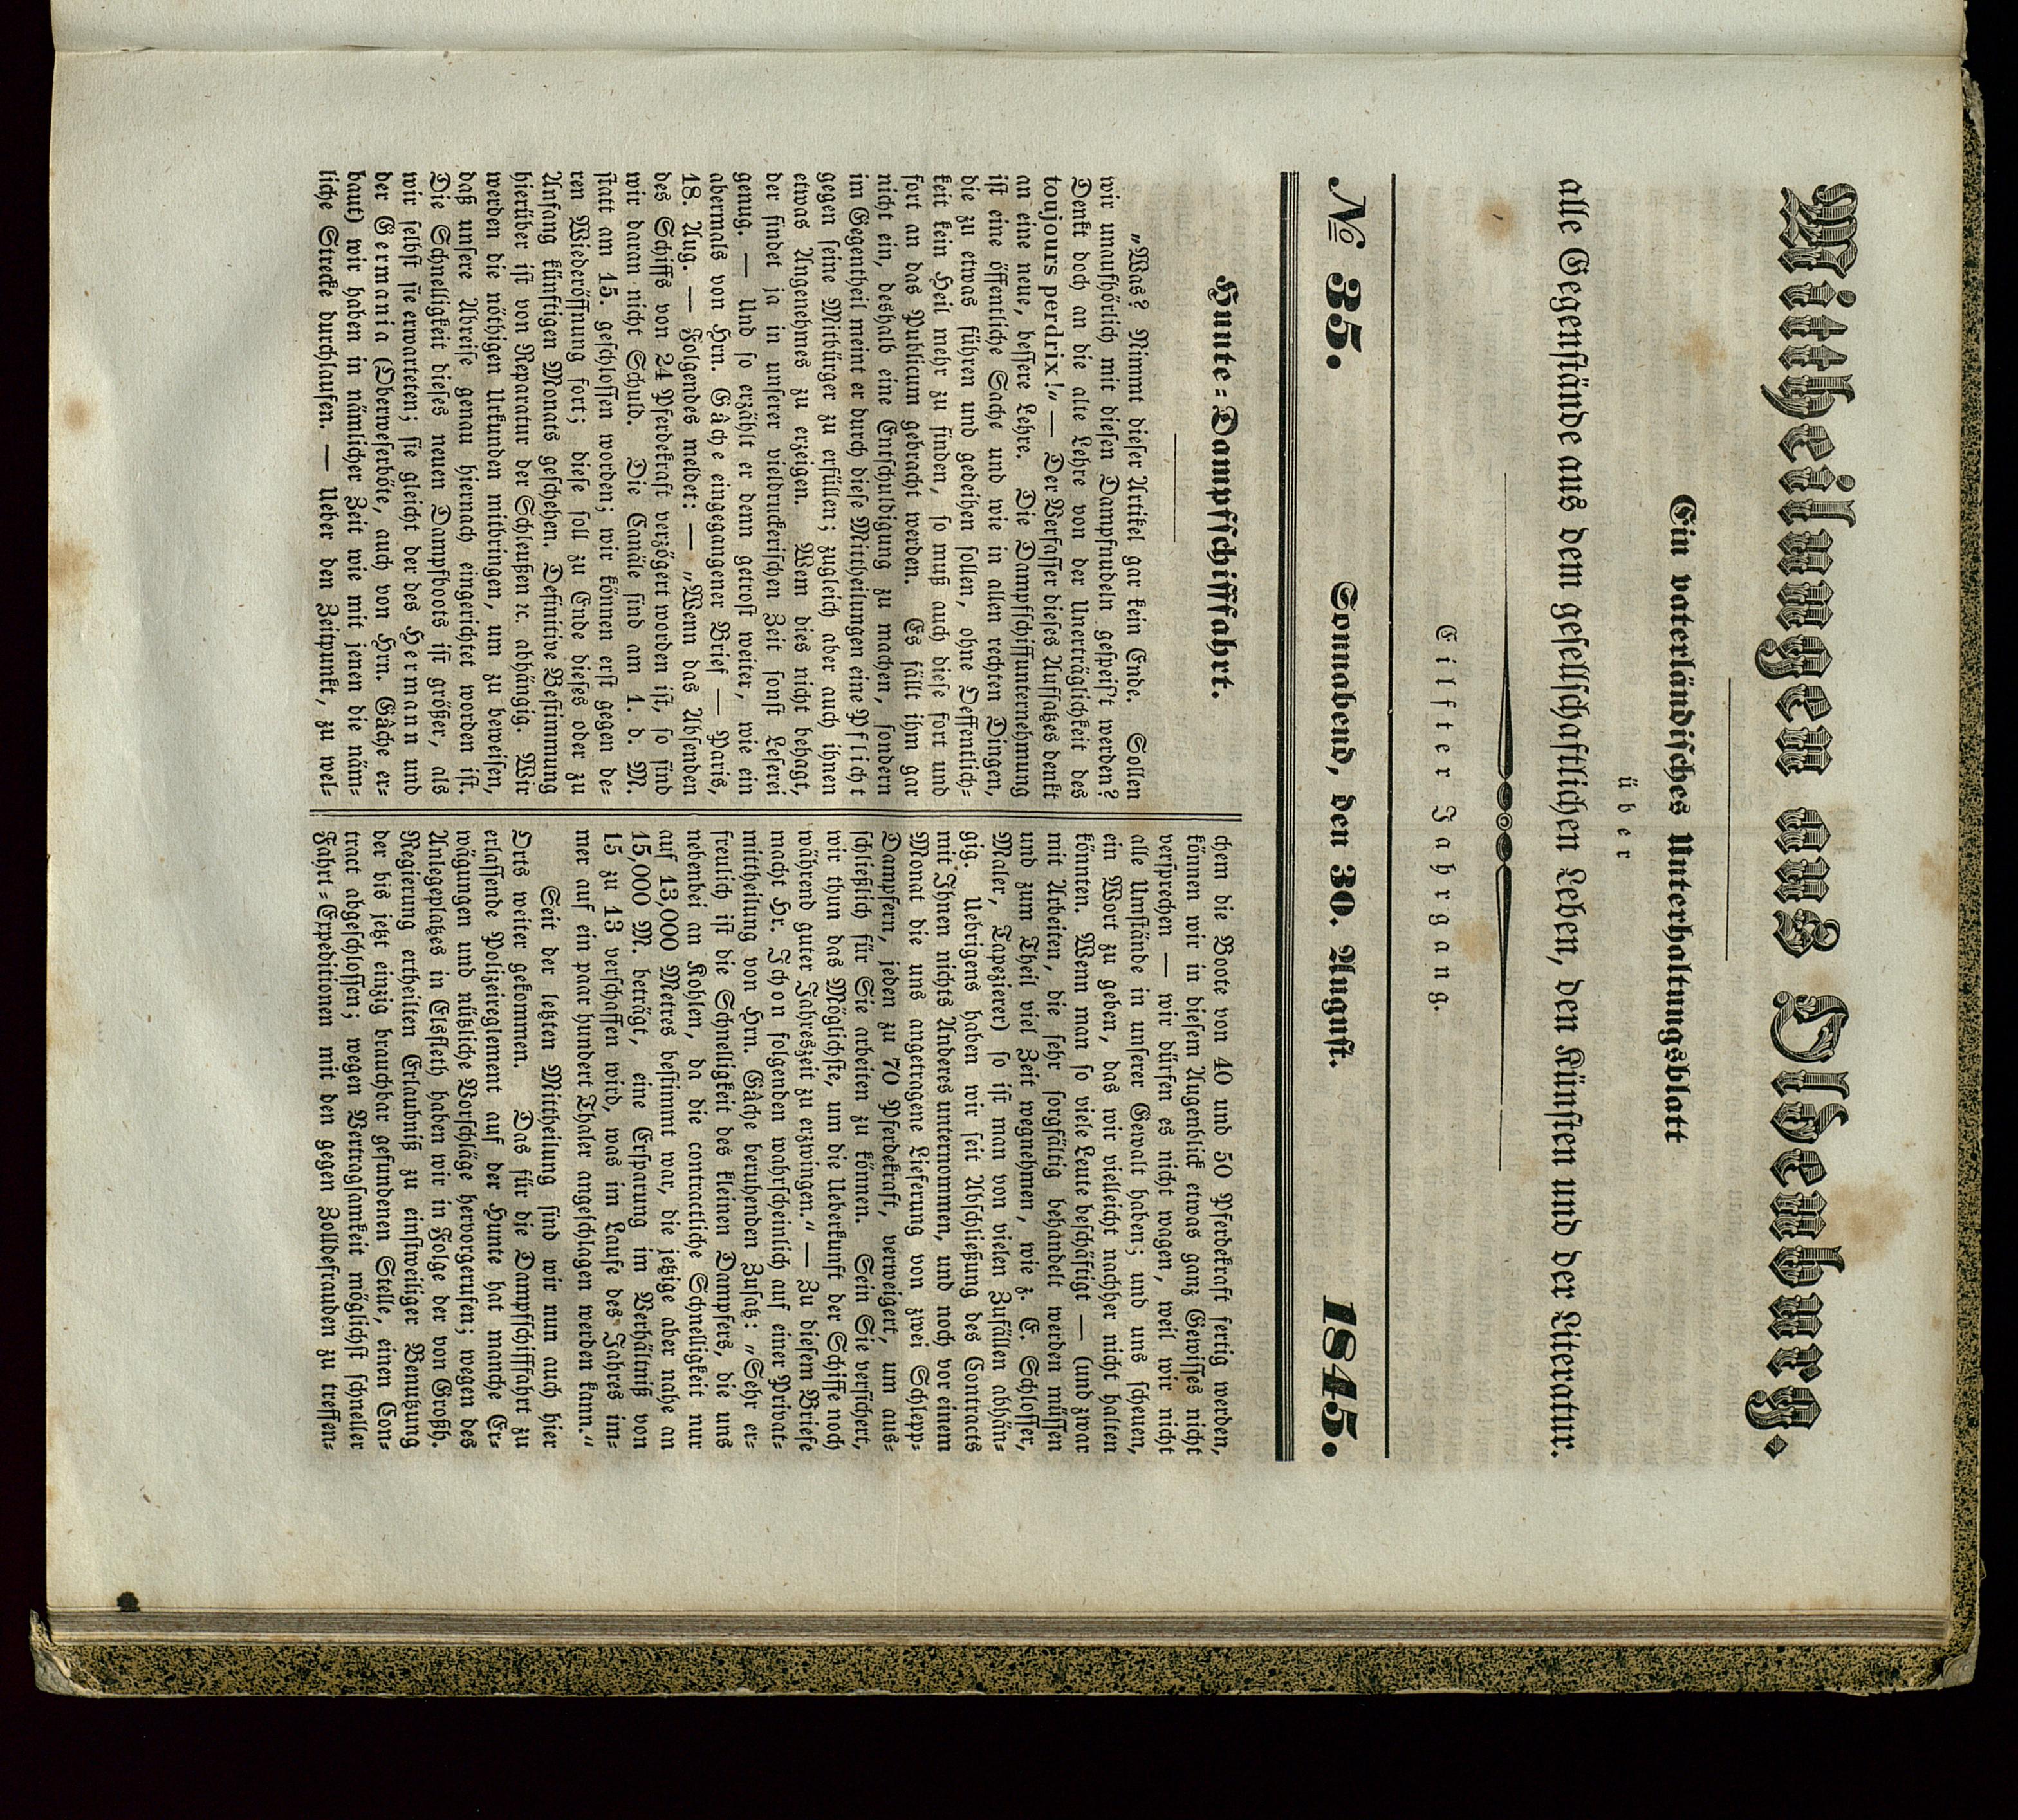 Mittheilungen aus Oldenburg.
Ein vaterländisches Unterhaltungsblatt
über
alle Gegenstände aus dem gesellschaftlichen Leben, den Künsten und der Literatur.
Eilfter Jahrgang.
№ 35. Sonnabend, den 30. August. 1845.
Hunte-Dampfschifffahrt.
„Was? Nimmt dieser Artikel gar kein Ende. Sollen
wir unaufhörlich mit diesen Dampfnudeln gespeis't werden?
Denkt doch an die alte Lehre von der Unerträglichkeit des
toujours perdrix!“ — Der Verfasser dieses Aufsatzes denkt
an eine neue, bessere Lehre. Die Dampfschiffunternehmung
ist eine öffentliche Sache und wie in allen rechten Dingen,
die zu etwas führen und gedeihen sollen, ohne Oeffentlich-
keit kein Heil mehr zu finden, so muß auch diese fort und
fort an das Publicum gebracht werden. Es fällt ihm gar
nicht ein, deshalb eine Entschuldigung zu machen, sondern
im Gegentheil meint er durch diese Mittheilungen eine Pflicht
gegen seine Mitbürger zu erfüllen; zugleich aber auch ihnen
etwas Angenehmes zu erzeigen. Wem dies nicht behagt,
der findet ja in unserer vieldruckerischen Zeit sonst Leserei
genug. — Und so erzählt er denn getrost weiter, wie ein
abermals von Hrn. Gâche eingegangener Brief — Paris,
18. Aug. — Folgendes meldet: — „Wenn das Absenden
des Schiffs von 24 Pferdekraft verzögert worden ist, so sind
wir daran nicht Schuld. Die Canäle sind am 1. d. M.
statt am 15. geschlossen worden; wir können erst gegen de-
ren Wiederöffnung fort; diese soll zu Ende dieses oder zu
Anfang künftigen Monats geschehen. Definitive Bestimmung
hierüber ist von Reparatur der Schleußen ꝛc. abhängig. Wir
werden die nöthigen Urkunden mitbringen, um zu beweisen,
daß unsere Abreise genau hiernach eingerichtet worden ist.
Die Schnelligkeit dieses neuen Dampfboots ist größer, als
wir selbst sie erwarteten; sie gleicht der des Hermann und
der Germania (Oberweserböte, auch von Hrn. Gâche er-
baut) wir haben in nämlicher Zeit wie mit jenen die näm-
liche Strecke durchlaufen. — Ueber den Zeitpunkt, zu wel-
chem die Boote von 40 und 50 Pferdekraft fertig werden,
können wir in diesem Augenblick etwas ganz Gewisses nicht
versprechen — wir dürfen es nicht wagen, weil wir nicht
alle Umstände in unserer Gewalt haben; und uns scheuen,
ein Wort zu geben, das wir vielleicht nachher nicht halten
könnten. Wenn man so viele Leute beschäftigt — (und zwar
mit Arbeiten, die sehr sorgfältig behandelt werden müssen
und zum Theil viel Zeit wegnehmen, wie z. E. Schlosser,
Maler, Tapezierer) so ist man von vielen Zufällen abhän-
gig. Uebrigens haben wir seit Abschließung des Contracts
mit Ihnen nichts Anderes unternommen, und noch vor einem
Monat die uns angetragene Lieferung von zwei Schlepp-
Dampfern, jeden zu 70 Pferdekraft, verweigert, um aus-
schließlich für Sie arbeiten zu können. Sein Sie versichert,
wir thun das Möglichste, um die Ueberkunft der Schiffe noch
während guter Jahreszeit zu erzwingen.“ — Zu diesem Briefe
macht Hr. Ichon folgenden wahrscheinlich auf einer Privat-
mittheilung von Hrn. Gâche beruhenden Zusatz: „Sehr er-
freulich ist die Schnelligkeit des kleinen Dampfers, die uns
nebenbei an Kohlen, da die contractliche Schnelligkeit nur
auf 13,000 Metres bestimmt war, die jetzige aber nahe an
15,000 M. beträgt, eine Ersparung im Verhältniß von
15 zu 13 verschaffen wird, was im Laufe des Jahres im-
mer auf ein paar hundert Thaler angeschlagen werden kann.“
Seit der letzten Mittheilung sind wir nun auch hier
Orts weiter gekommen. Das für die Dampfschifffahrt zu
erlassende Polizeireglement auf der Hunte hat manche Er-
wägungen und nützliche Vorschläge hervorgerufen; wegen des
Anlegeplatzes in Elsfleth haben wir in Folge der von Großh.
Regierung ertheilten Erlaubniß zu einstweiliger Benutzung
der bis jetzt einzig brauchbar gefundenen Stelle, einen Con-
tract abgeschlossen; wegen Vertragsamkeit möglichst schneller
Fahrt-Expeditionen mit den gegen Zolldefrauden zu treffen-